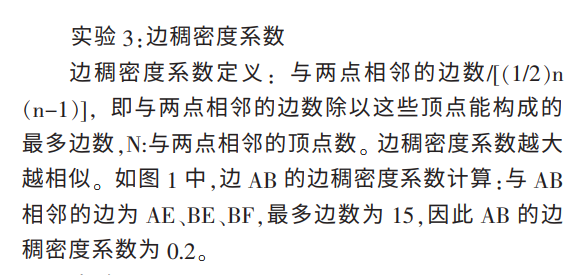 实验 3:边稠密度系数
边稠密度系数定义：与两点相邻的边数/[(1/2)n
(n-1)]，即与两点相邻的边数除以这些顶点能构成的
最多边数,N:与两点相邻的顶点数。边稠密度系数越大
越相似。如图 1 中,边 AB 的边稠密度系数计算:与 AB
相邻的边为 AE、BE、BF,最多边数为 15,因此 AB 的边
稠密度系数为 0.2。